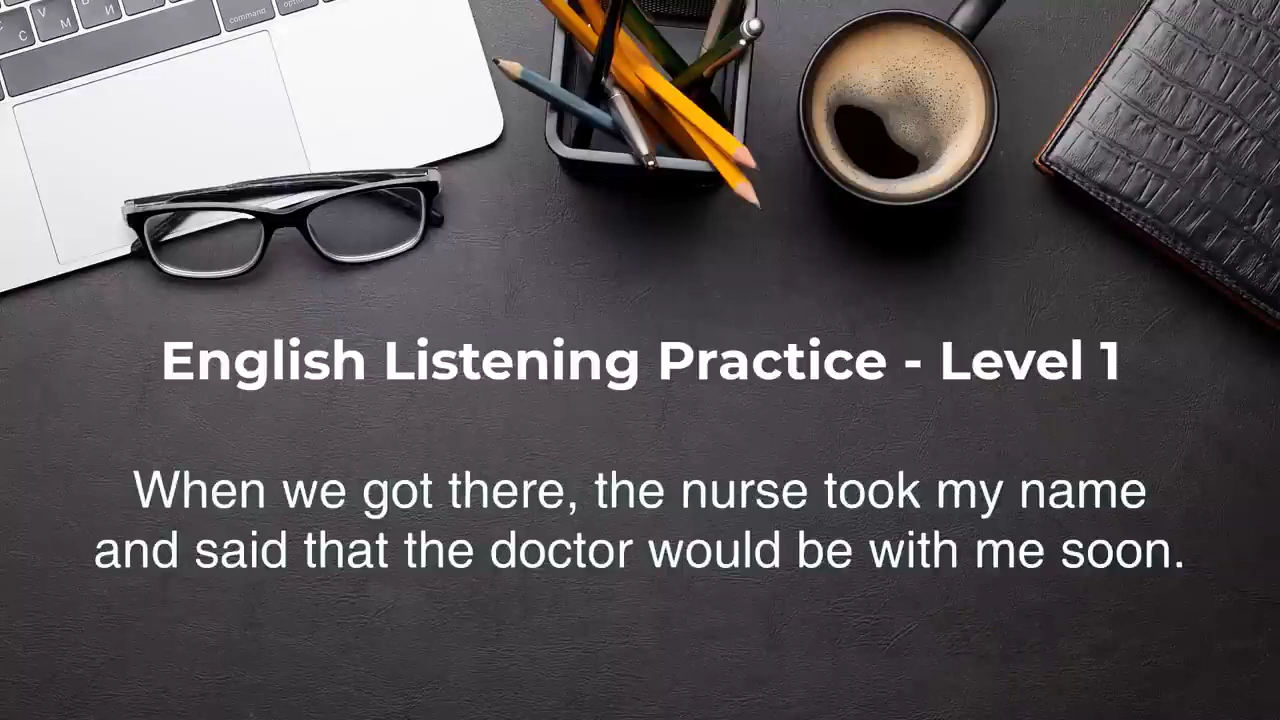 command
English Listening Practice - Level 1
When we got there, the nurse took my name
and said that the doctor would be with me soon.